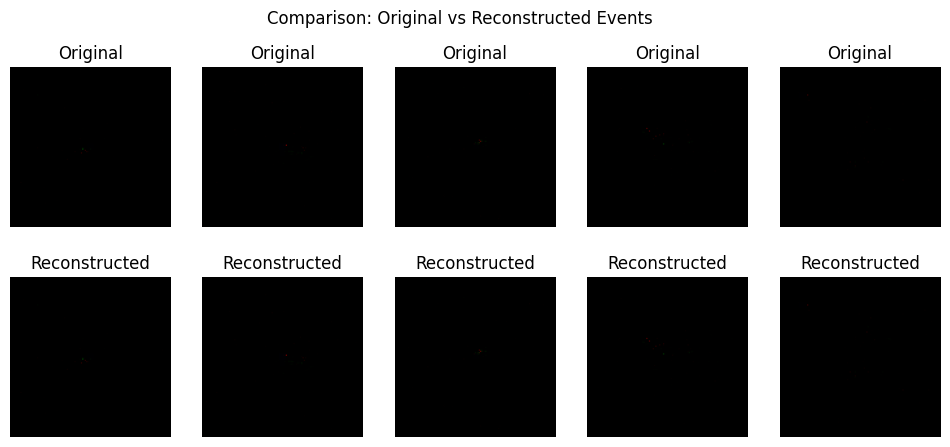 Comparison: Original vs Reconstructed Events
Original Original Original Original Original
Reconstructed Reconstructed Reconstructed Reconstructed Reconstructed